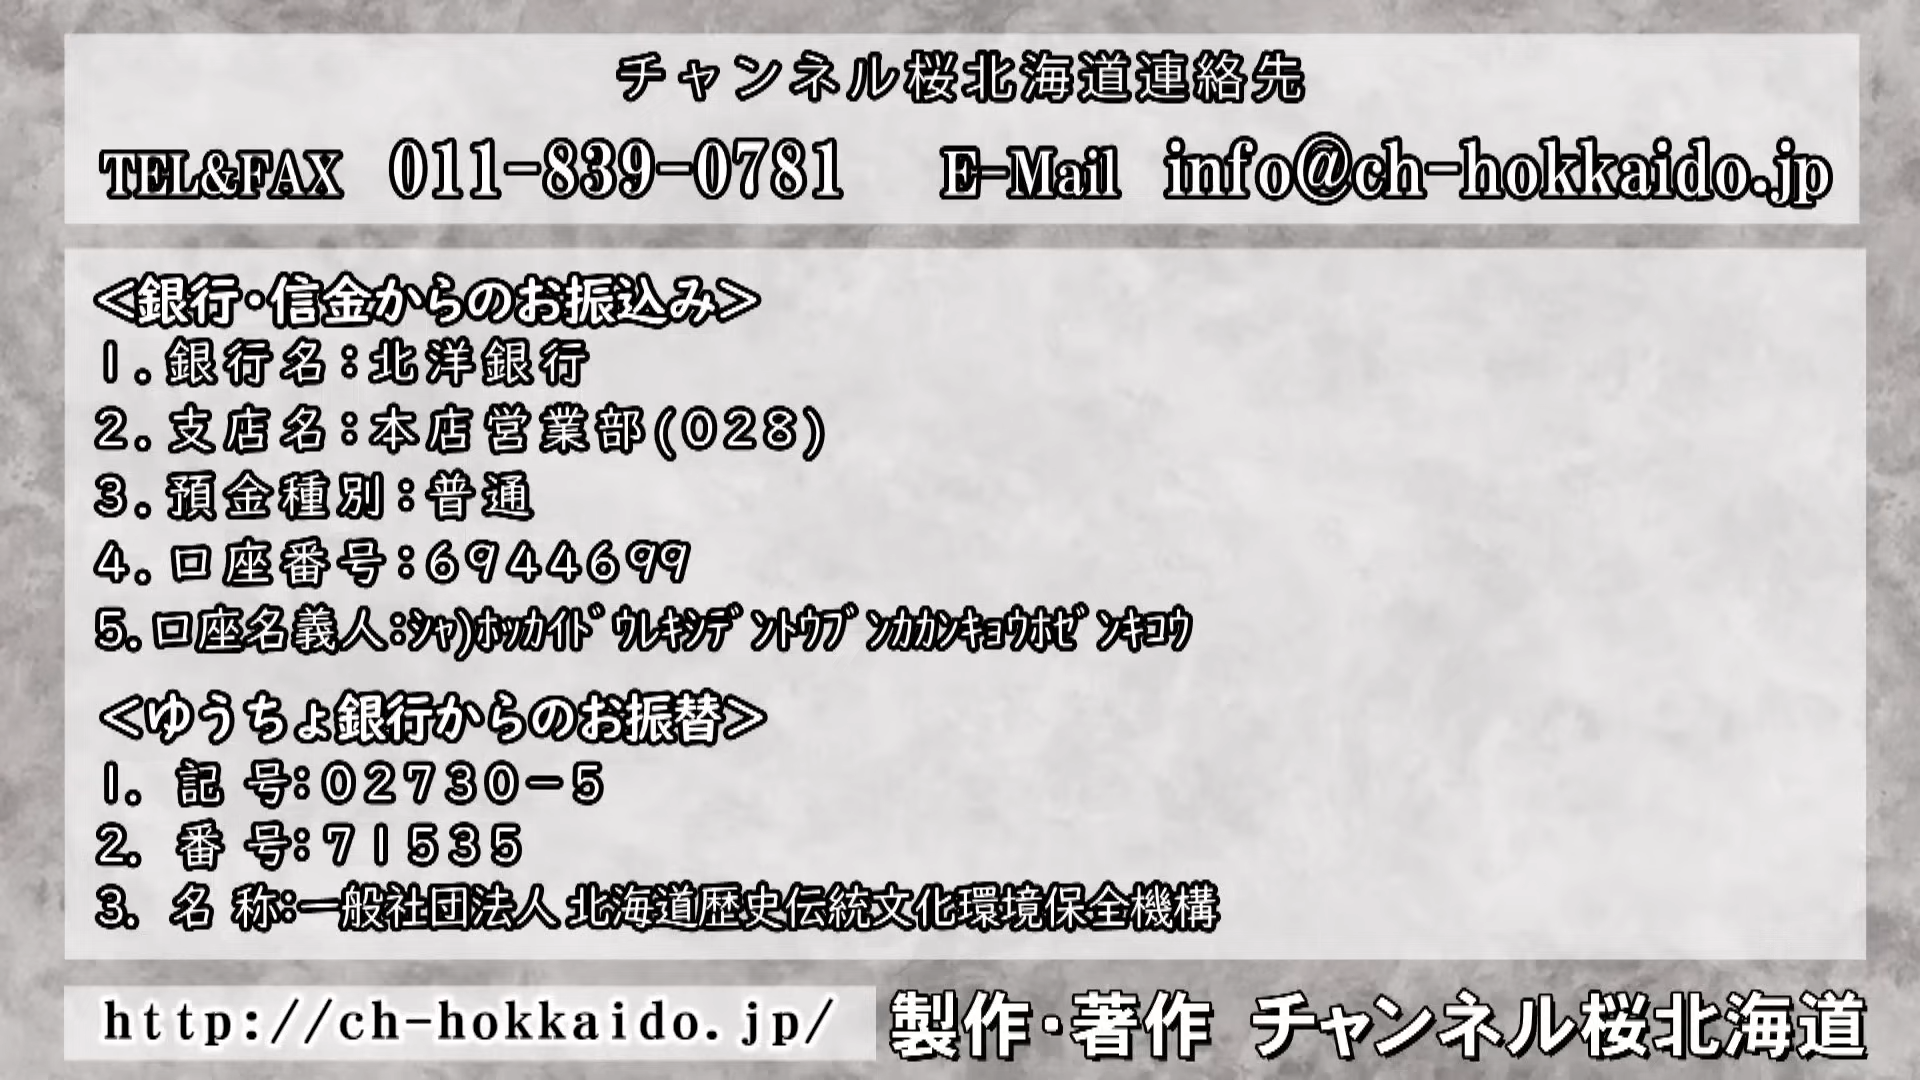 チャンネル桜北海道連絡先
TEL&FAX 011-839-0781 E-Mail info@ch-hokkaido.jp
<銀行・信金からのお振込み>
1.銀行名:北洋銀行
2.支店名:本店営業部(028)
3.預金種別:普通
4.口座番号:6944699
5.口座名義人:ｼｬ)ﾎｯｶｲﾄﾞｳﾚｷｼﾃﾞﾝﾄｳﾌﾞﾝｶｶﾝｷｮｳﾎｾﾞﾝｷｺｳ
<ゆうちょ銀行からのお振替>
1. 記 号:02730-5
2. 番 号:71535
3. 名 称:一般社団法人 北海道歴史伝統文化環境保全機構
http://ch-hokkaido.jp/ 製作・著作 チャンネル桜北海道